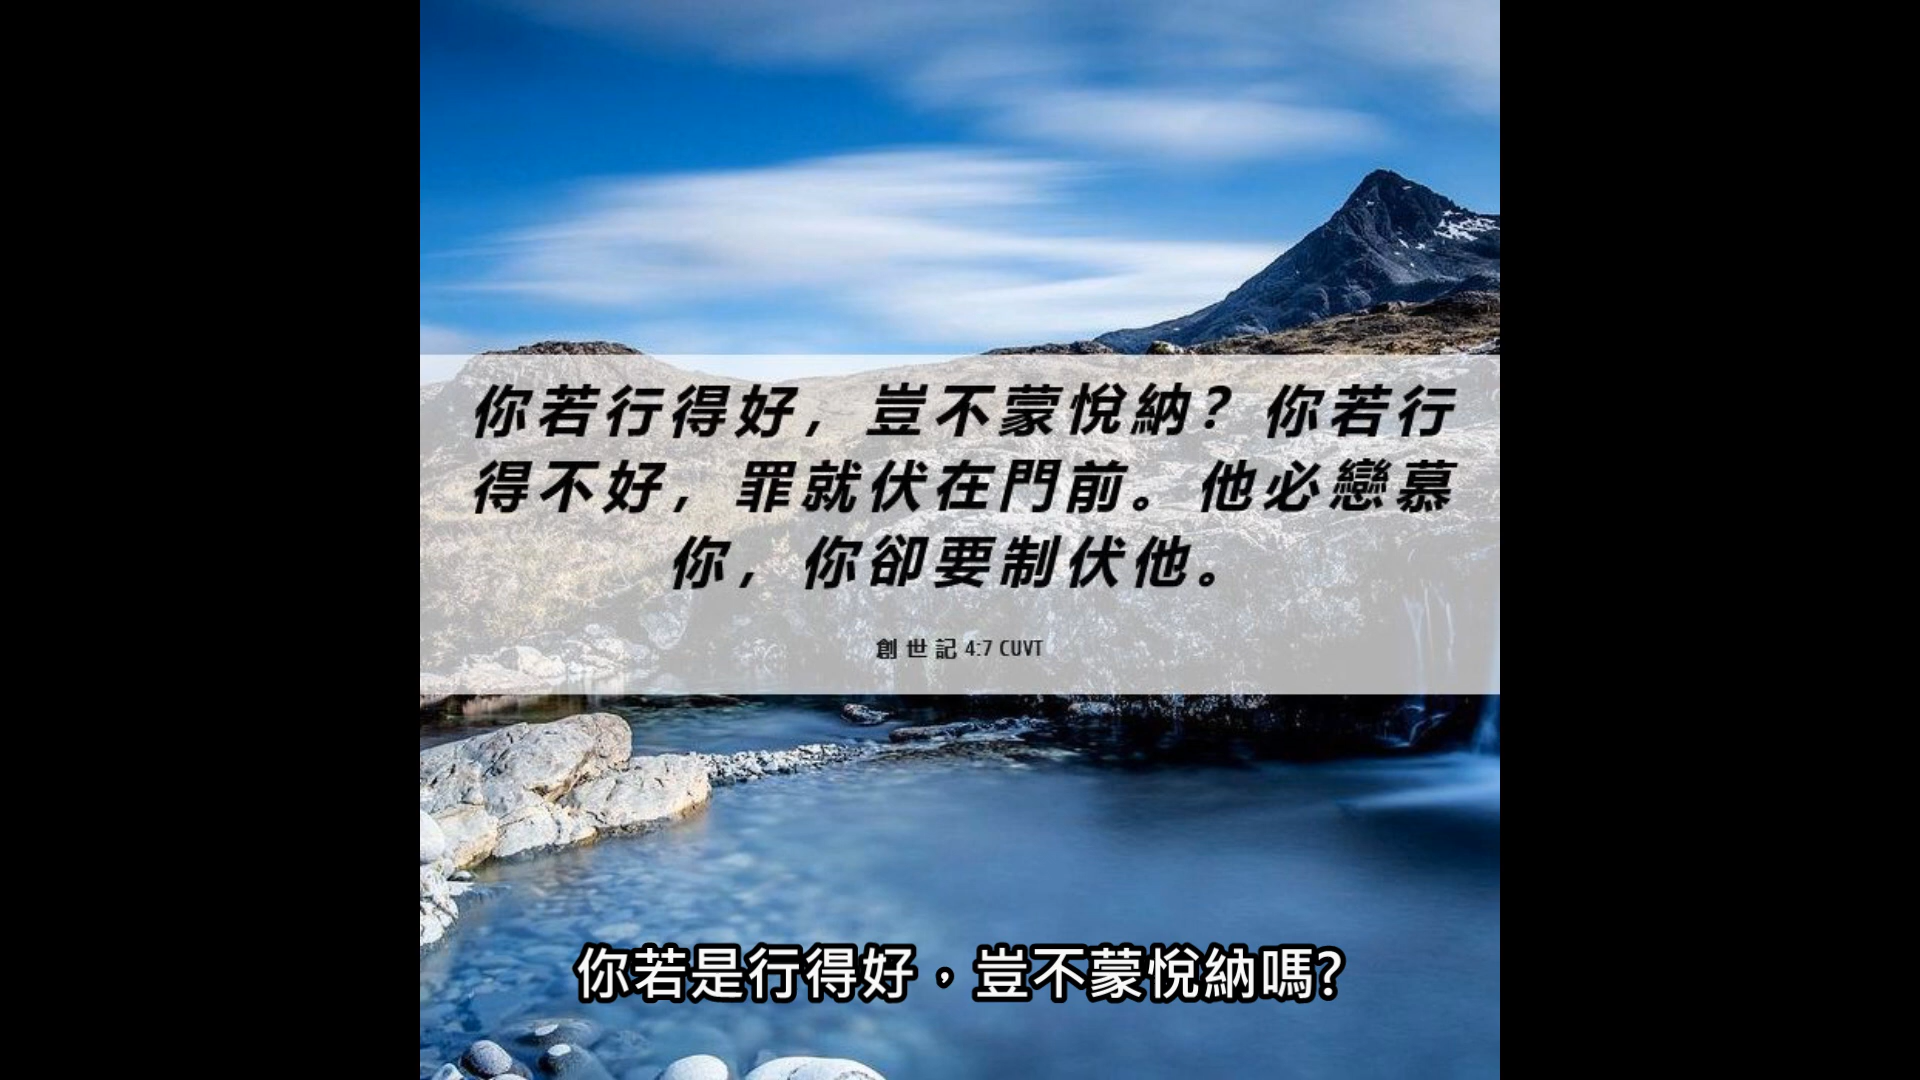 你若行得好，豈不蒙悅納？你若行
得不好，罪就伏在門前。他必戀慕
你，你卻要制伏他。
創世記 4:7 CUVT
你若是行得好，豈不蒙悅納嗎?